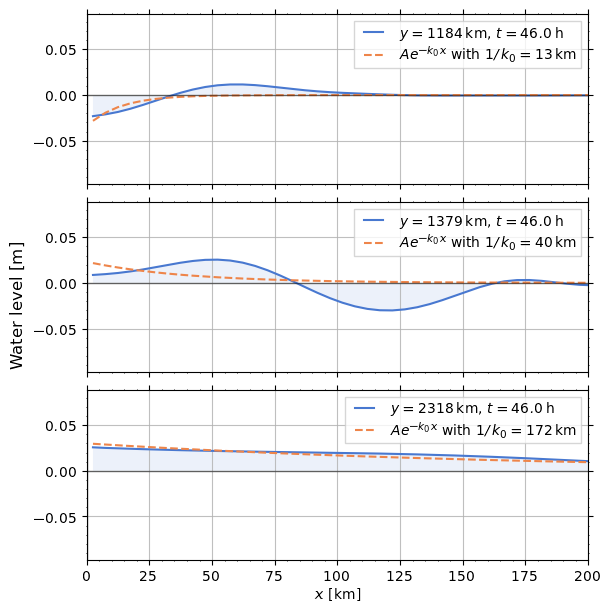 0.05
0.00
−0.05
y = 1184 km, t = 46.0 h
Ae^{−k₀x} with 1/k₀ = 13 km
0.05
0.00
−0.05
y = 1379 km, t = 46.0 h
Ae^{−k₀x} with 1/k₀ = 40 km
Water level [m]
0.05
0.00
−0.05
y = 2318 km, t = 46.0 h
Ae^{−k₀x} with 1/k₀ = 172 km
0 25 50 75 100 125 150 175 200
x [km]